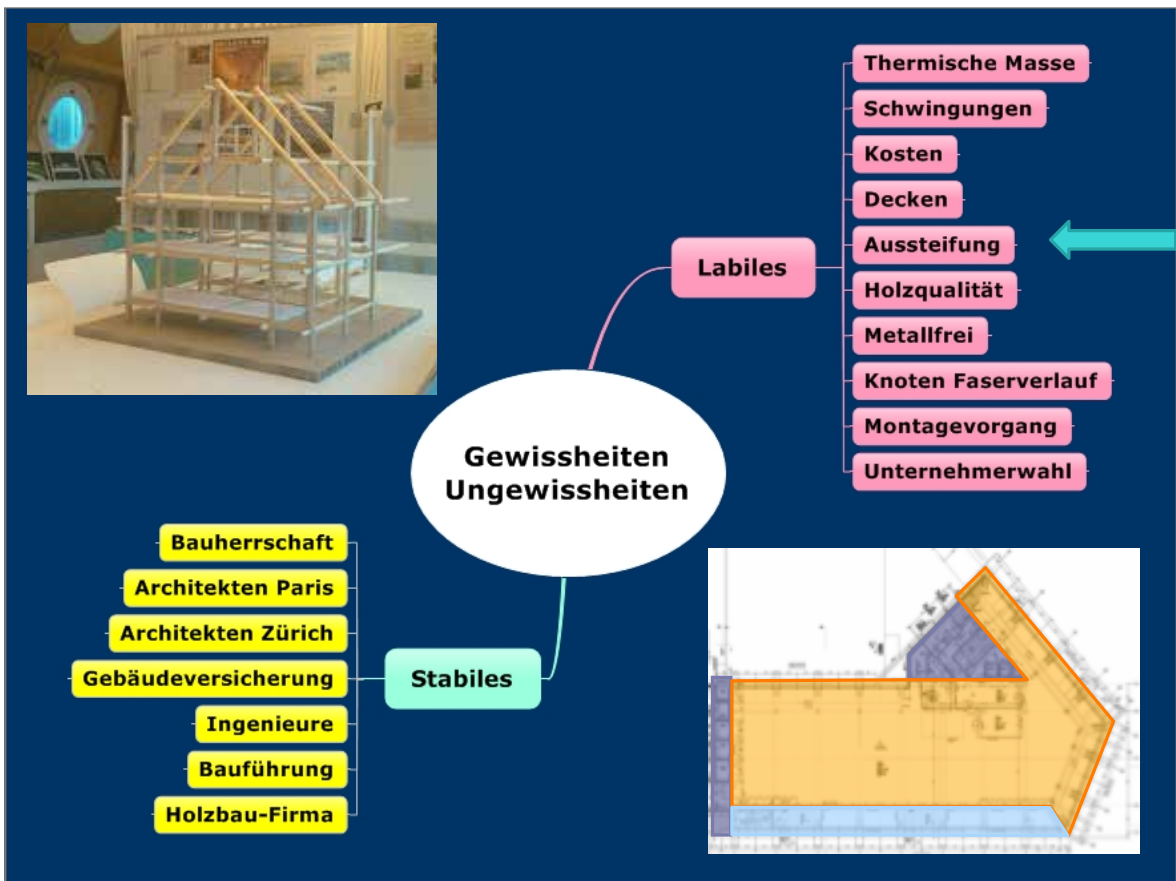 Thermische Masse
Schwingungen
Kosten
Decken
Aussteifung
Holzqualität
Metallfrei
Knoten Faserverlauf
Montagevorgang
Unternehmerwahl
Labiles
Gewissheiten
Ungewissheiten
Stabiles
Bauherrschaft
Architekten Paris
Architekten Zürich
Gebäudeversicherung
Ingenieure
Bauführung
Holzbau-Firma